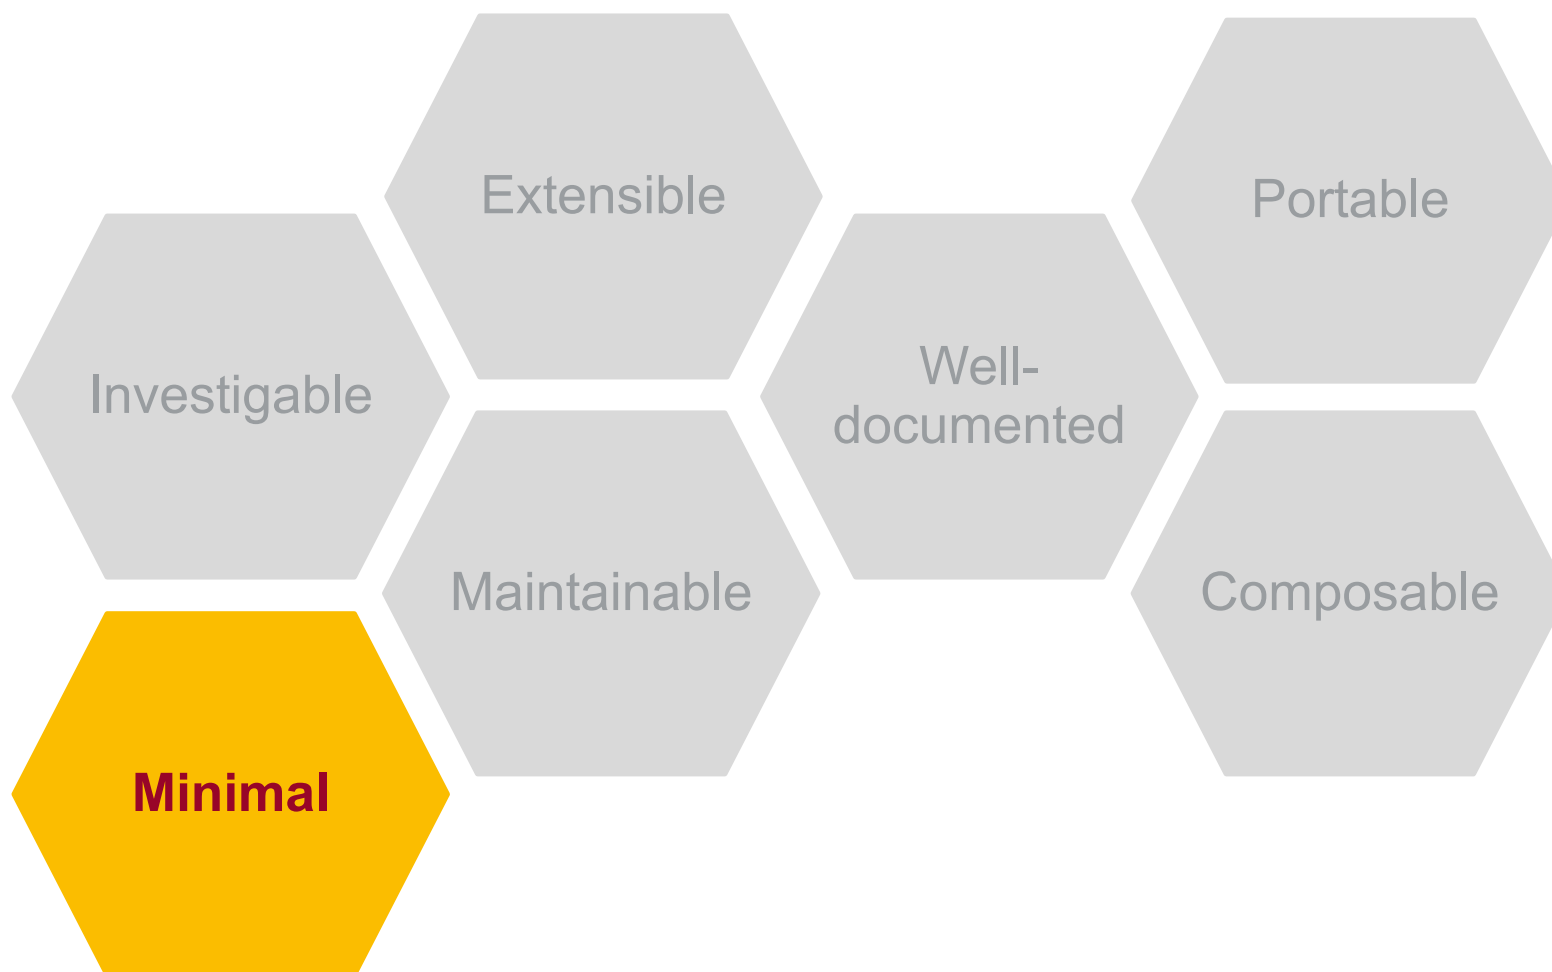 Extensible
Portable
Investigable
Well-
documented
Maintainable
Composable
Minimal